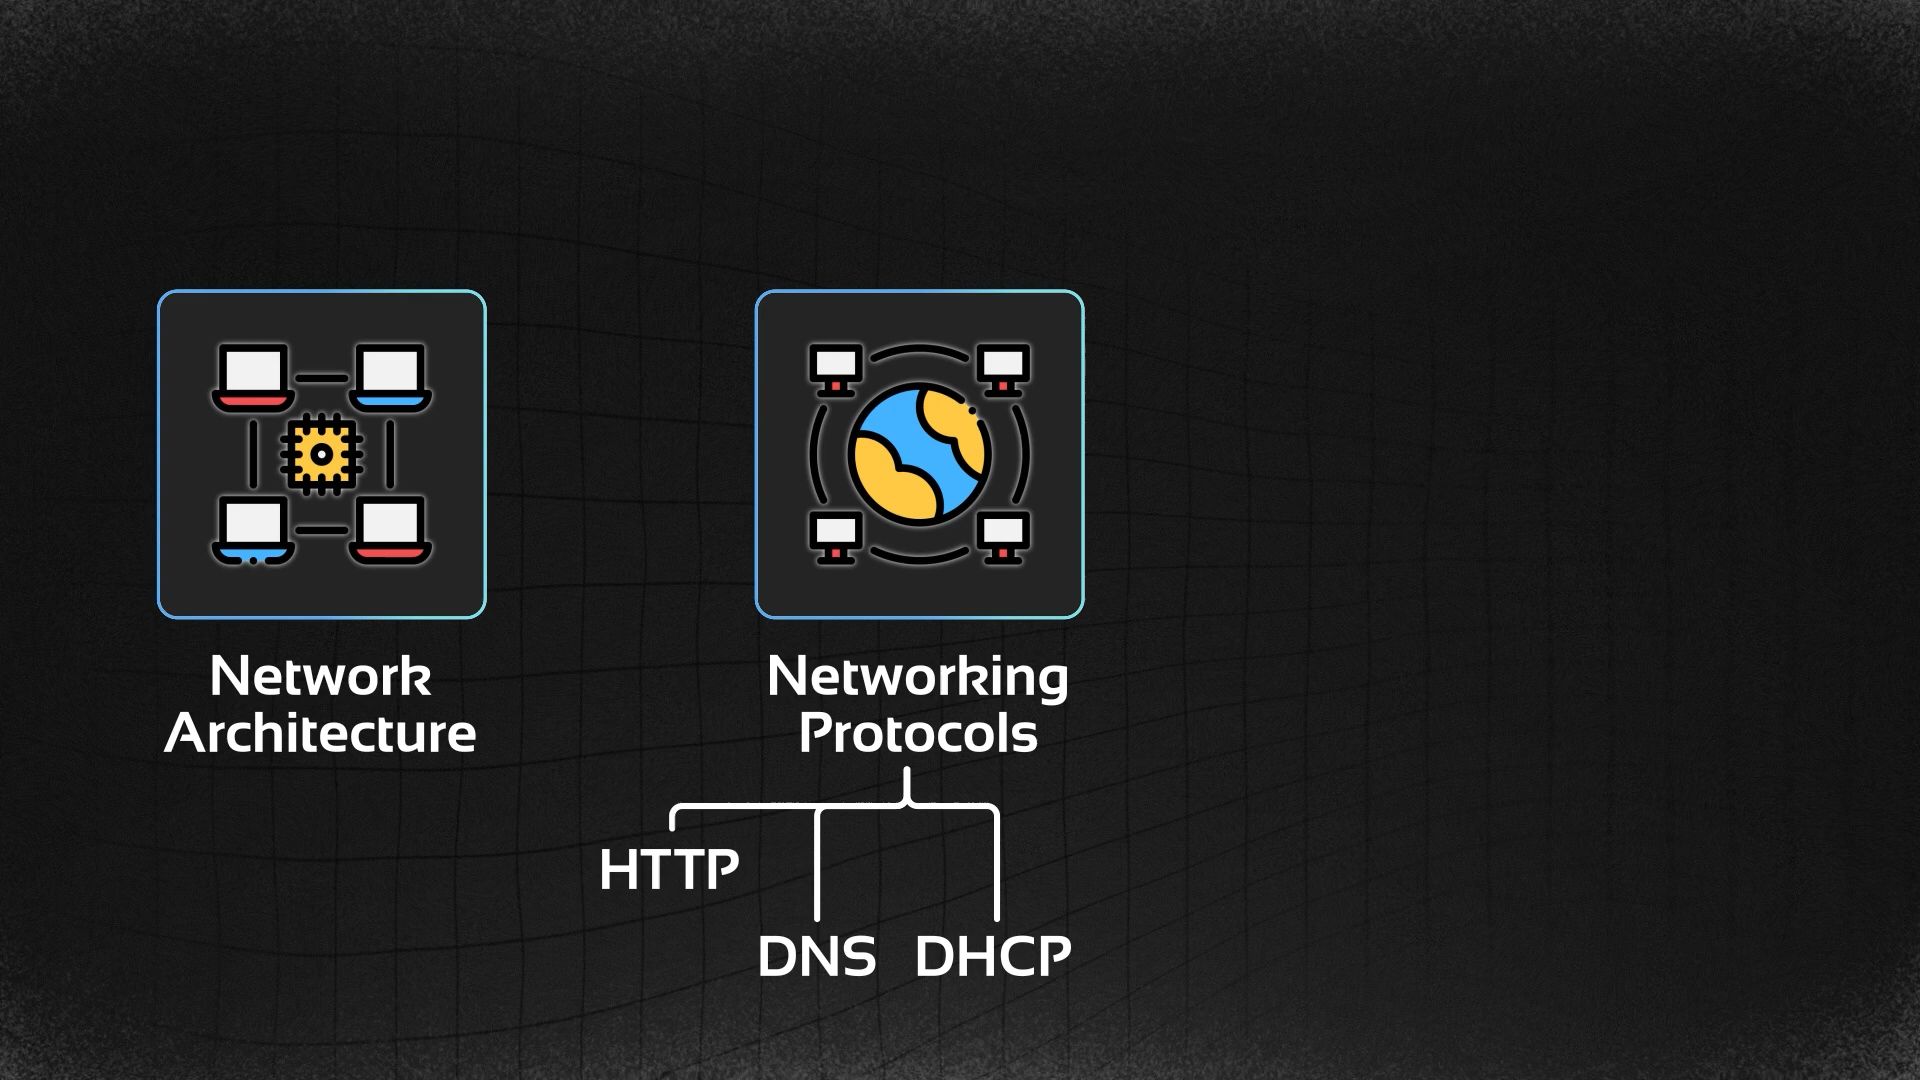 Network
Architecture
Networking
Protocols
HTTP
DNS
DHCP